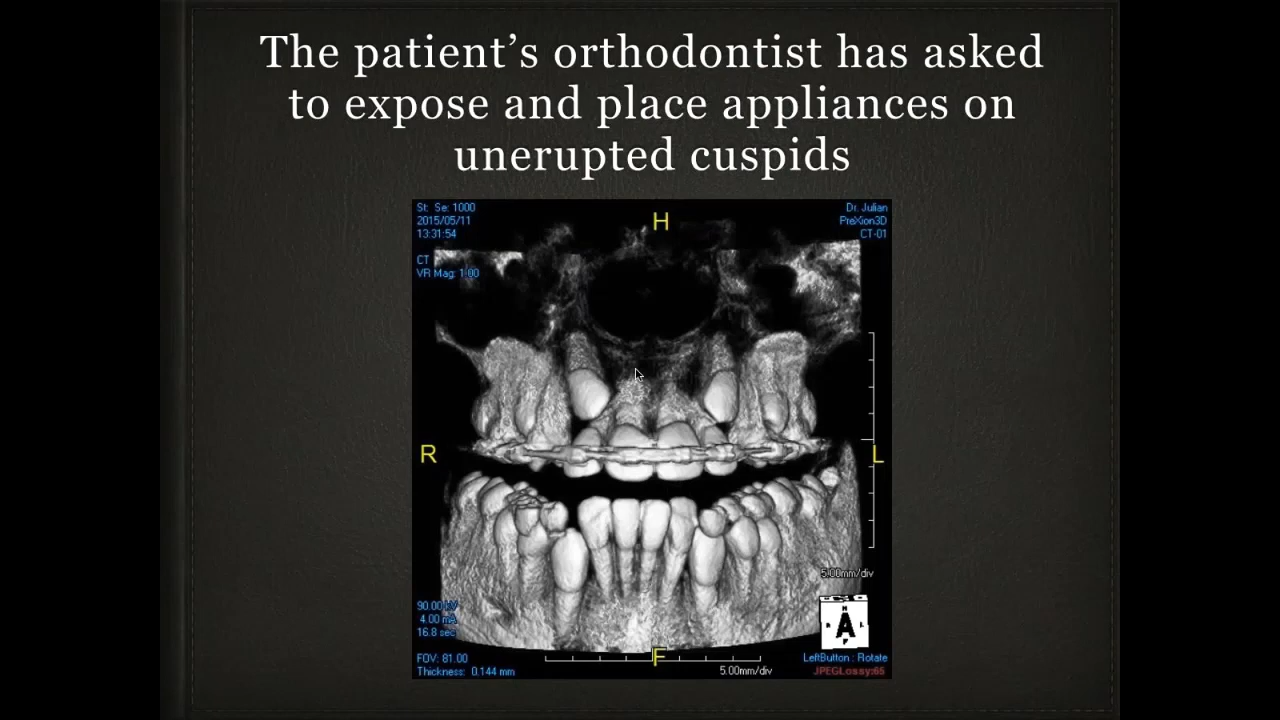 The patient's orthodontist has asked
to expose and place appliances on
unerupted cuspids
St: Se: 1000
2015/05/11
13:31:54
CT
VR Mag: 1.00
H
Dr. Julian
PreXion3D
CT-01
R
L
5.00mm/div
90.00 kV
4.00 mA
16.8 sec
A
FOV: 81.00
Thickness: 0.144 mm
F
5.00mm/div
LeftButton : Rotate
JPEGLossy:65